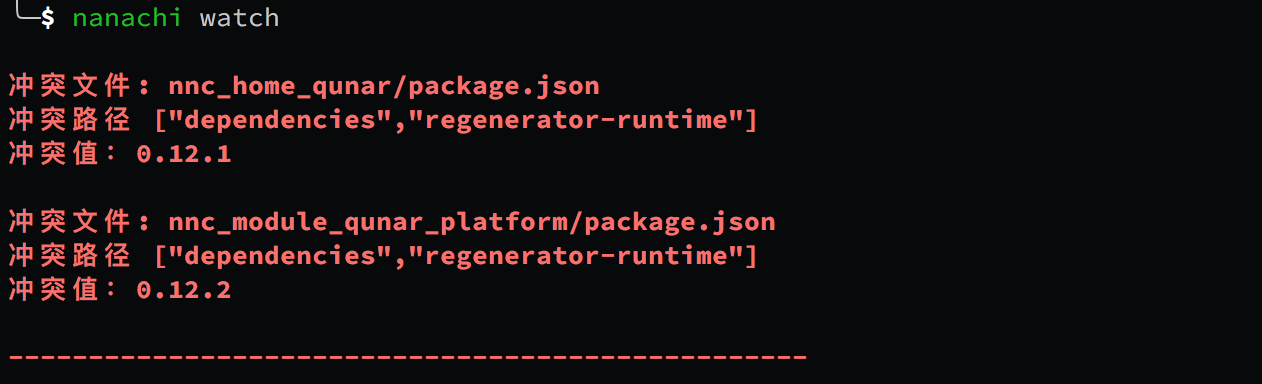 └─$ nanachi watch
冲突文件: nnc_home_qunar/package.json
冲突路径 ["dependencies","regenerator-runtime"]
冲突值: 0.12.1
冲突文件: nnc_module_qunar_platform/package.json
冲突路径 ["dependencies","regenerator-runtime"]
冲突值: 0.12.2
--------------------------------------------------